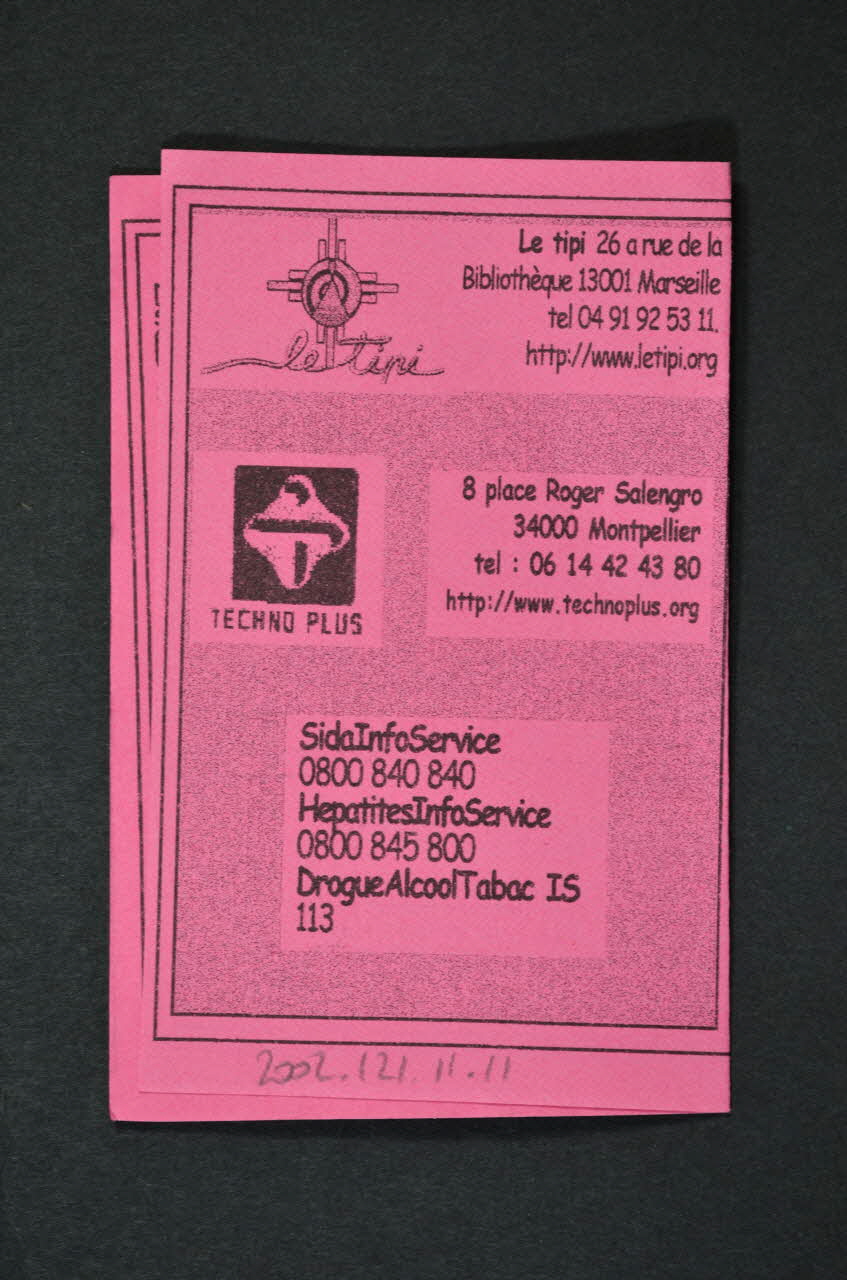 le tipi
Le tipi 26 a rue de la
Bibliothèque 13001 Marseille
tel 04 91 92 53 11.
http://www.letipi.org
TECHNO PLUS
8 place Roger Salengro
34000 Montpellier
tel : 06 14 42 43 80
http://www.technoplus.org
SidaInfoService
0800 840 840
HepatitesInfoService
0800 845 800
DrogueAlcoolTabac IS
113
2002.121.11.11